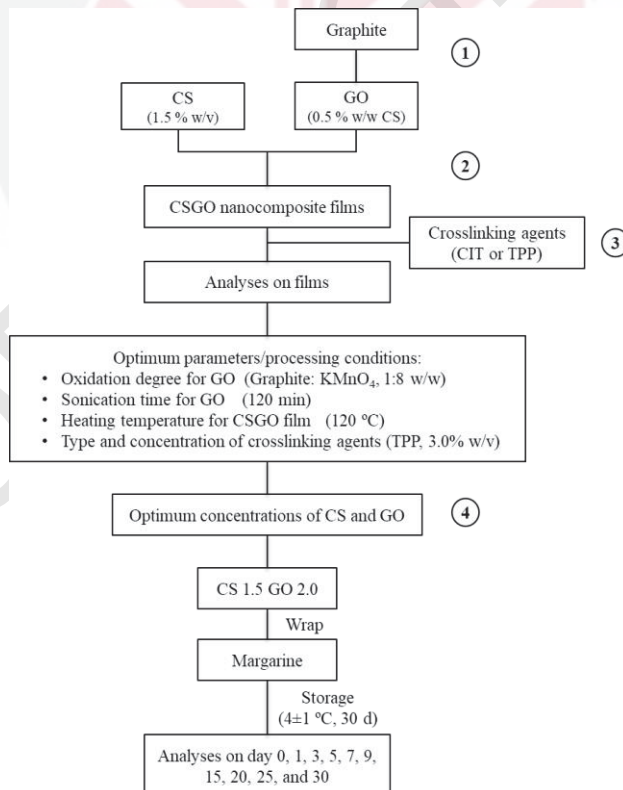 Graphite
1
CS
(1.5 % w/v)
GO
(0.5 % w/w CS)
2
CSGO nanocomposite films
Crosslinking agents
(CIT or TPP)
3
Analyses on films
Optimum parameters/processing conditions:
• Oxidation degree for GO (Graphite: KMnO₄, 1:8 w/w)
• Sonication time for GO (120 min)
• Heating temperature for CSGO film (120 ºC)
• Type and concentration of crosslinking agents (TPP, 3.0% w/v)
Optimum concentrations of CS and GO
4
CS 1.5 GO 2.0
Wrap
Margarine
Storage
(4±1 ºC, 30 d)
Analyses on day 0, 1, 3, 5, 7, 9,
15, 20, 25, and 30